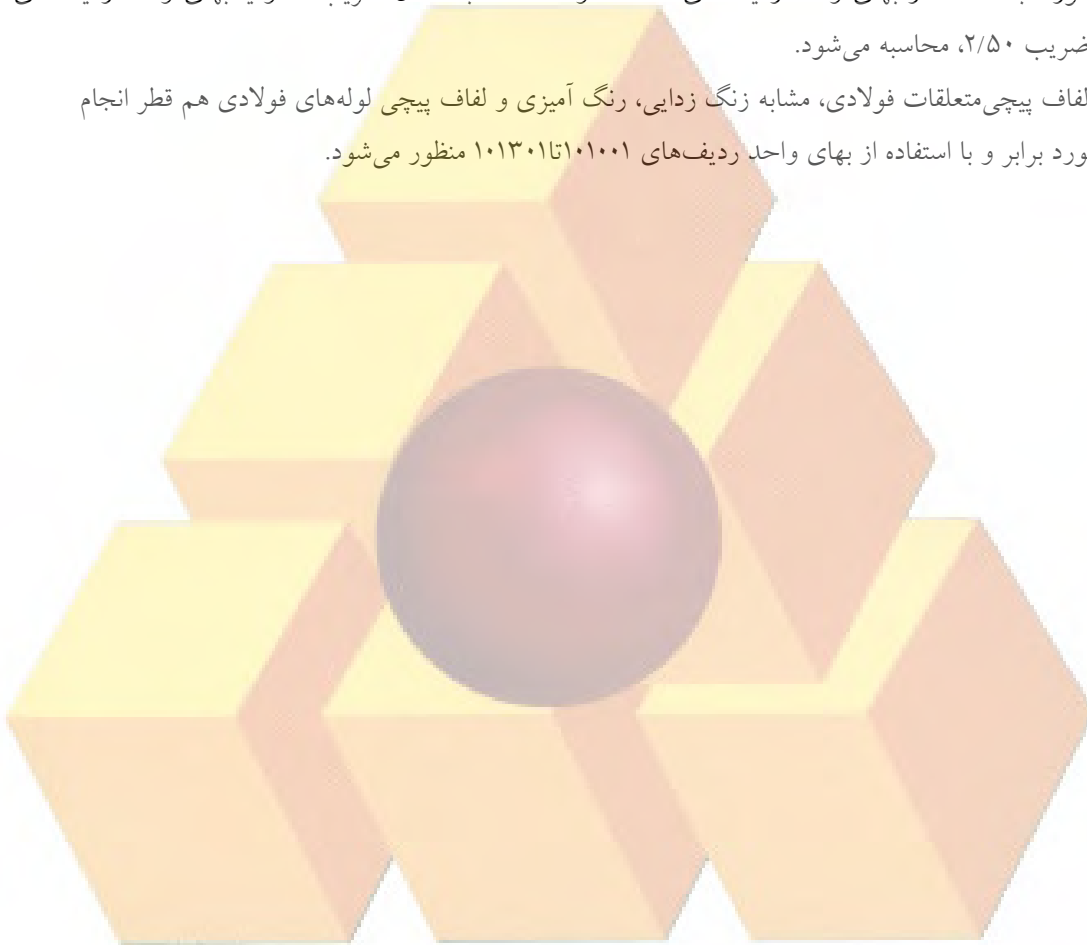 ضریب ۲/۵۰، محاسبه می‌شود.
لفاف پیچی‌متعلقات فولادی، مشابه زنگ زدایی، رنگ آمیزی و لفاف پیچی لوله‌های فولادی هم قطر انجام
ورد برابر و با استفاده از بهای واحد ردیف‌های ۱۰۱۰۰۱تا۱۰۱۳۰۱ منظور می‌شود.